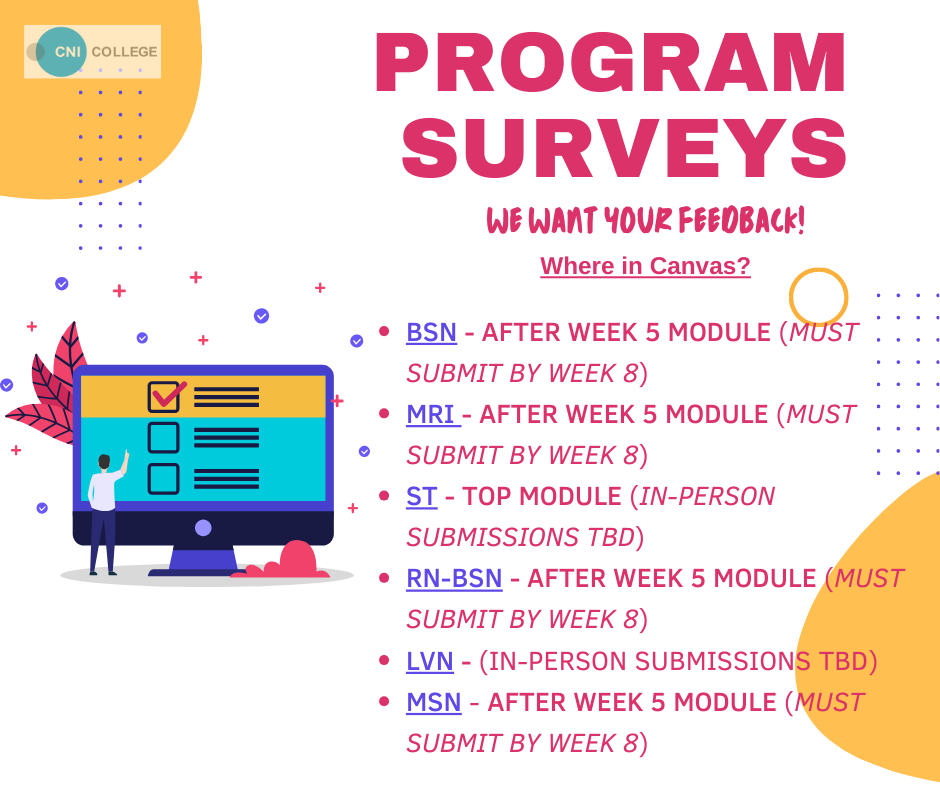 CNI COLLEGE
PROGRAM
SURVEYS
WE WANT YOUR FEEDBACK!
Where in Canvas?
• BSN - AFTER WEEK 5 MODULE (MUST
SUBMIT BY WEEK 8)
• MRI - AFTER WEEK 5 MODULE (MUST
SUBMIT BY WEEK 8)
• ST - TOP MODULE (IN-PERSON
SUBMISSIONS TBD)
• RN-BSN - AFTER WEEK 5 MODULE (MUST
SUBMIT BY WEEK 8)
• LVN - (IN-PERSON SUBMISSIONS TBD)
• MSN - AFTER WEEK 5 MODULE (MUST
SUBMIT BY WEEK 8)